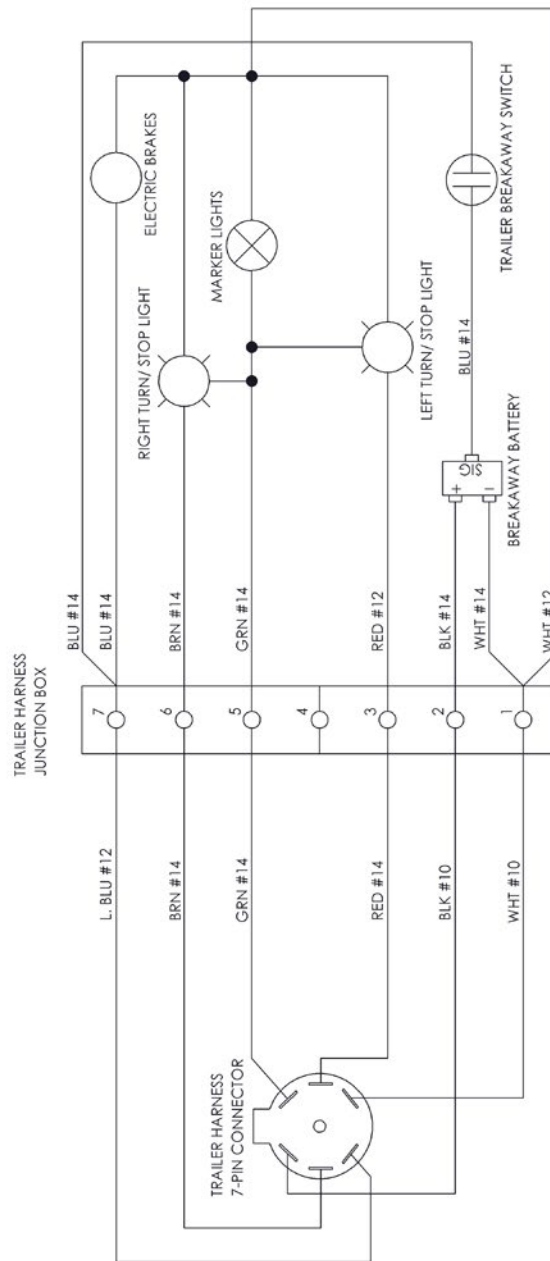 TRAILER HARNESS
7-PIN CONNECTOR
L. BLU #12
BRN #14
GRN #14
RED #14
BLK #10
WHT #10
TRAILER HARNESS
JUNCTION BOX
7
6
5
4
3
2
1
BLU #14
BLU #14
BRN #14
GRN #14
RED #12
BLK #14
WHT #14
WHT #12
RIGHT TURN/ STOP LIGHT
ELECTRIC BRAKES
MARKER LIGHTS
LEFT TURN/ STOP LIGHT
+
–
SIG
BREAKAWAY BATTERY
BLU #14
TRAILER BREAKAWAY SWITCH